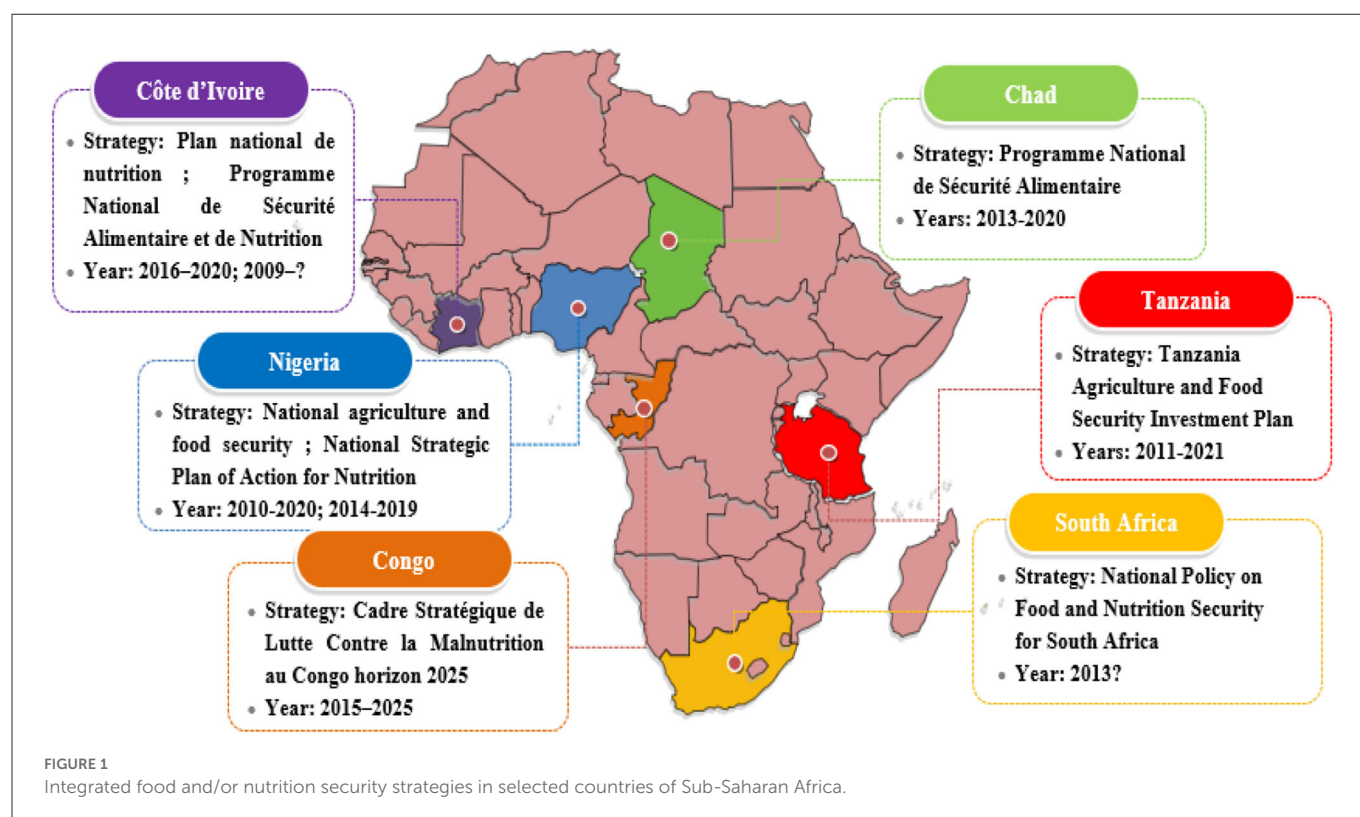 Côte d'Ivoire
• Strategy: Plan national de
nutrition ; Programme
National de Sécurité
Alimentaire et de Nutrition
• Year: 2016–2020; 2009–?
Chad
• Strategy: Programme National
de Sécurité Alimentaire
• Years: 2013-2020
Nigeria
• Strategy: National agriculture and
food security ; National Strategic
Plan of Action for Nutrition
• Year: 2010-2020; 2014-2019
Tanzania
• Strategy: Tanzania
Agriculture and Food
Security Investment Plan
• Years: 2011-2021
Congo
• Strategy: Cadre Stratégique de
Lutte Contre la Malnutrition
au Congo horizon 2025
• Year: 2015–2025
South Africa
• Strategy: National Policy on
Food and Nutrition Security
for South Africa
• Year: 2013?
FIGURE 1
Integrated food and/or nutrition security strategies in selected countries of Sub-Saharan Africa.